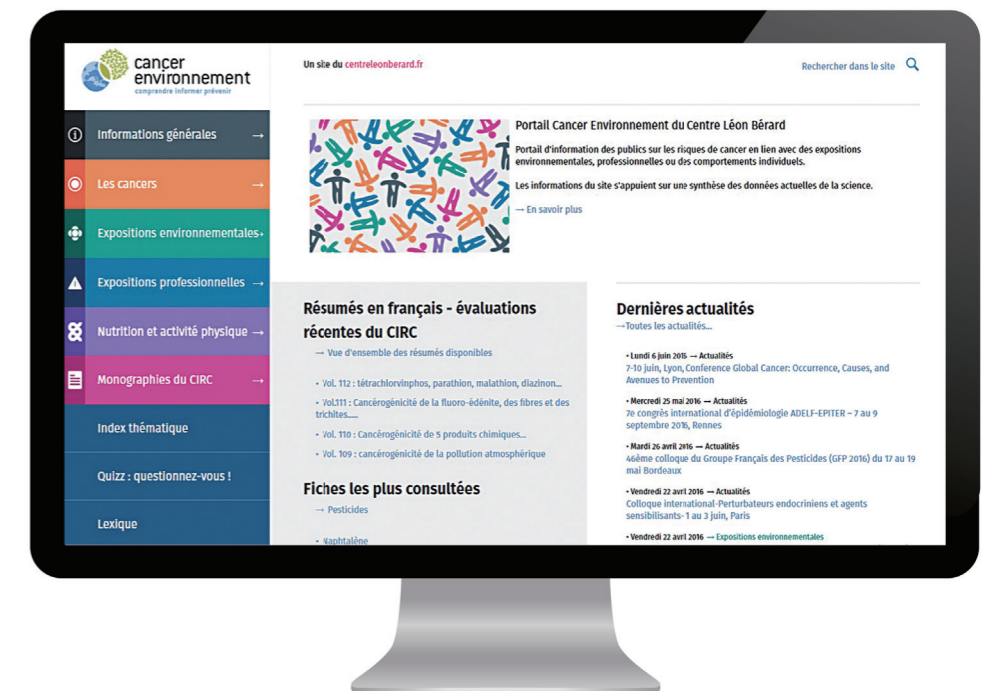 cancer
environnement
comprendre informer prévenir
Informations générales →
Les cancers →
Expositions environnementales
Expositions professionnelles →
Nutrition et activité physique →
Monographies du CIRC →
Index thématique
Quizz : questionnez-vous !
Lexique
Un site du centreleonberard.fr
Rechercher dans le site
Portail Cancer Environnement du Centre Léon Bérard
Portail d'information des publics sur les risques de cancer en lien avec des expositions
environnementales, professionnelles ou des comportements individuels.
Les informations du site s'appuient sur une synthèse des données actuelles de la science.
→ En savoir plus
Résumés en français - évaluations
récentes du CIRC
→ Vue d'ensemble des résumés disponibles
• Vol. 112 : tétrachlorvinphos, parathion, malathion, diazinon...
• Vol.111 : Cancérogénicité de la fluoro-édénite, des fibres et des
trichites.....
• Vol. 110 : Cancérogénicité de 5 produits chimiques...
• Vol. 109 : cancérogénicité de la pollution atmosphérique
Fiches les plus consultées
→ Pesticides
• Naphtalène
Dernières actualités
→Toutes les actualités...
• Lundi 6 juin 2016 — Actualités
7-10 juin, Lyon, Conference Global Cancer: Occurrence, Causes, and
Avenues to Prevention
• Mercredi 25 mai 2016 — Actualités
7e congrès international d'épidémiologie ADELF-EPITER – 7 au 9
septembre 2016, Rennes
• Mardi 26 avril 2016 — Actualités
46ème colloque du Groupe Français des Pesticides (GFP 2016) du 17 au 19
mai Bordeaux
• Vendredi 22 avril 2016 — Actualités
Colloque international-Perturbateurs endocriniens et agents
sensibilisants- 1 au 3 juin, Paris
• Vendredi 22 avril 2016 → Expositions environnementales